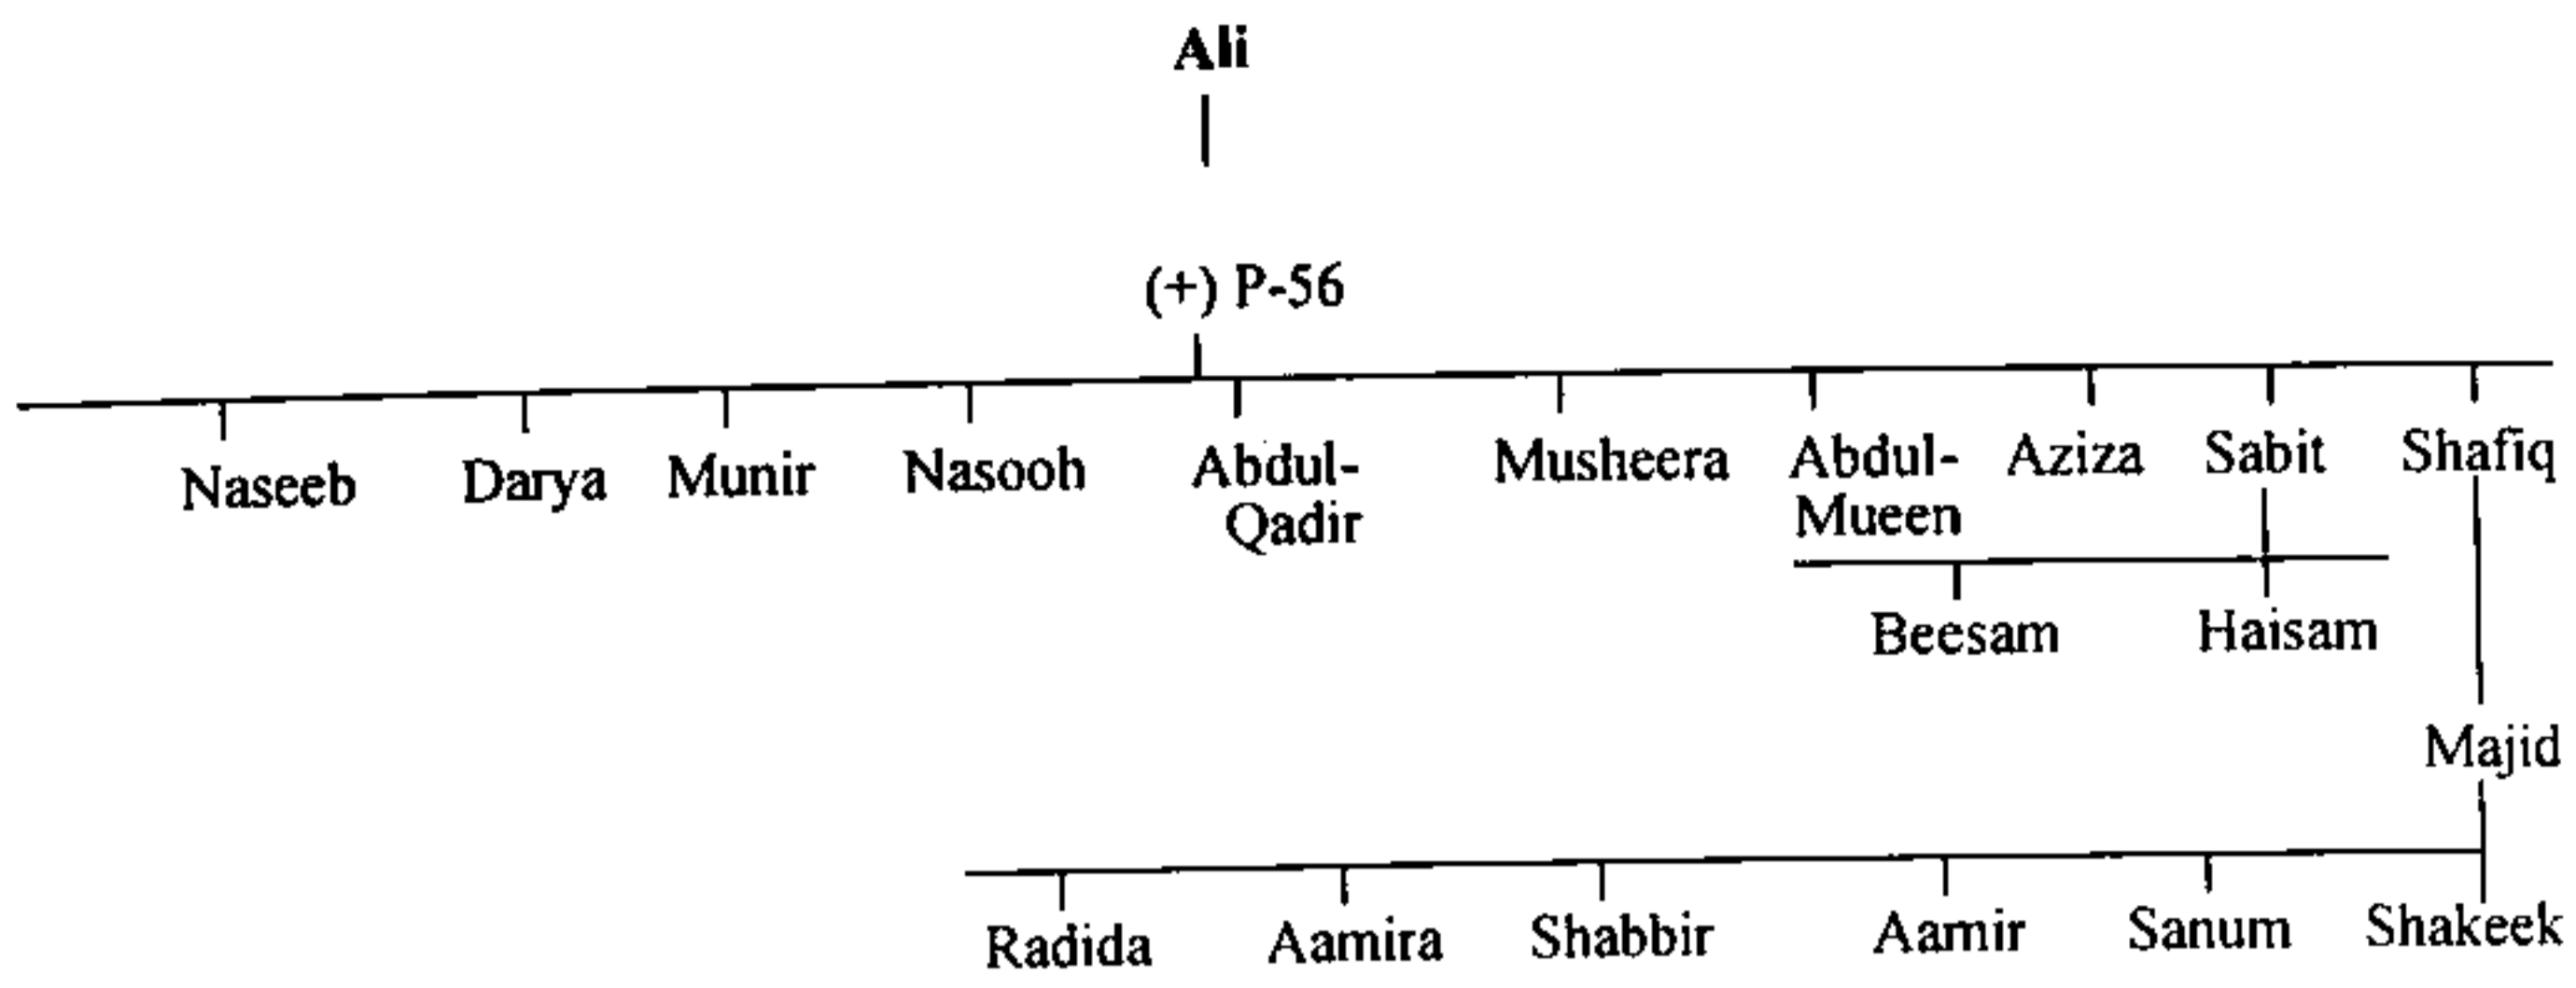 Ali
(+) P-56
Naseeb Darya Munir Nasooh Abdul- Musheera Abdul- Aziza Sabit Shafiq
Qadir Mueen
Beesam Haisam
Majid
Radida Aamira Shabbir Aamir Sanum Shakeek